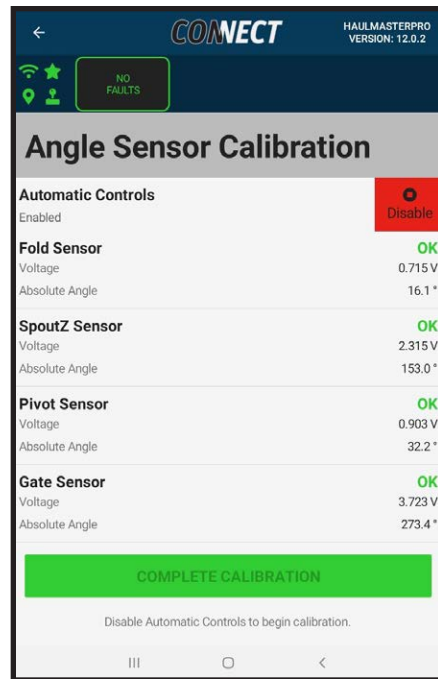 CONNECT
HAULMASTERPRO
VERSION: 12.0.2
NO
FAULTS
Angle Sensor Calibration
Automatic Controls
Enabled
Disable
Fold Sensor OK
Voltage 0.715 V
Absolute Angle 16.1 °
SpoutZ Sensor OK
Voltage 2.315 V
Absolute Angle 153.0 °
Pivot Sensor OK
Voltage 0.903 V
Absolute Angle 32.2 °
Gate Sensor OK
Voltage 3.723 V
Absolute Angle 273.4 °
COMPLETE CALIBRATION
Disable Automatic Controls to begin calibration.